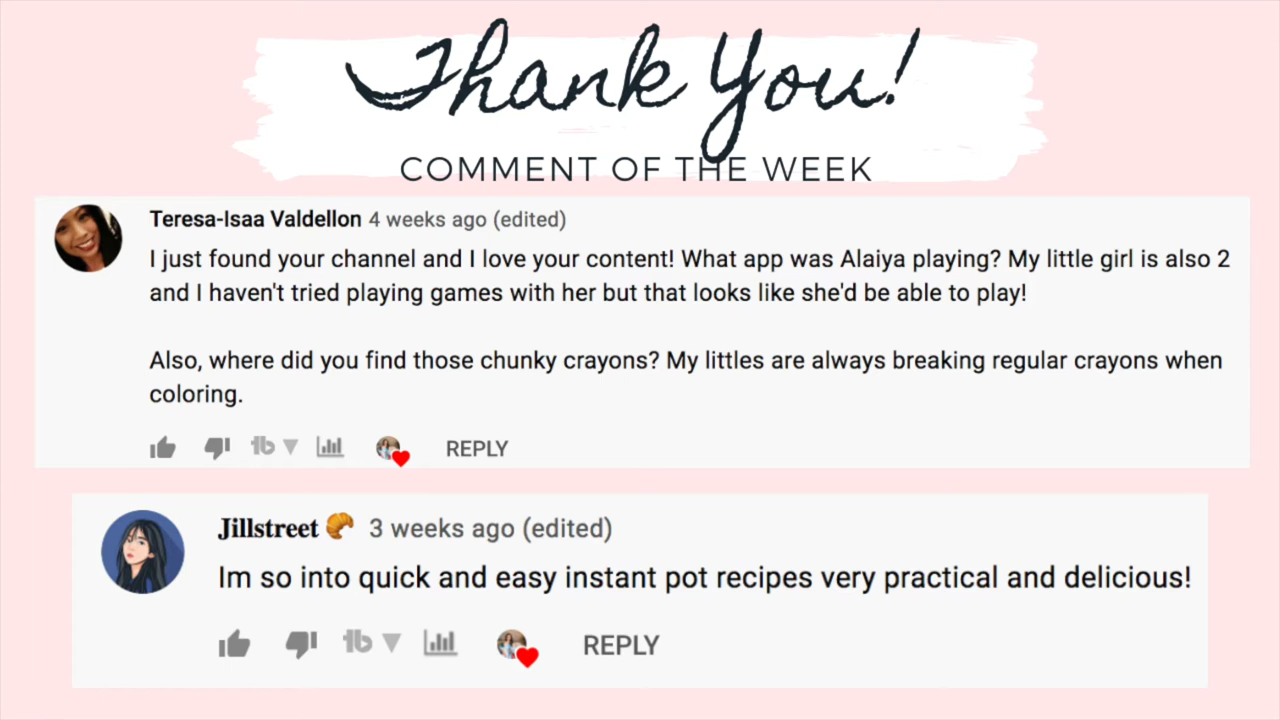 Thank You!
COMMENT OF THE WEEK
Teresa-Isaa Valdellon 4 weeks ago (edited)
I just found your channel and I love your content! What app was Alaiya playing? My little girl is also 2
and I haven't tried playing games with her but that looks like she'd be able to play!
Also, where did you find those chunky crayons? My littles are always breaking regular crayons when
coloring.
REPLY
Jillstreet 🥐 3 weeks ago (edited)
Im so into quick and easy instant pot recipes very practical and delicious!
REPLY